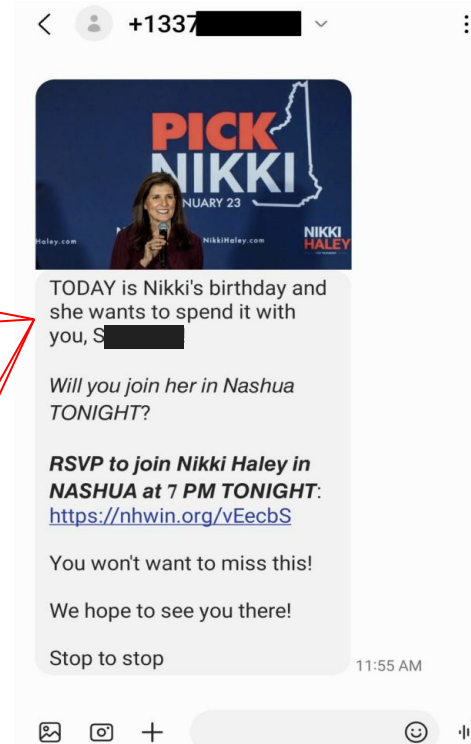 +1337
PICK
NIKKI
NUARY 23
Haley.com
NikkiHaley.com
NIKKI
HALEY
TODAY is Nikki's birthday and
she wants to spend it with
you, S
Will you join her in Nashua
TONIGHT?
RSVP to join Nikki Haley in
NASHUA at 7 PM TONIGHT:
https://nhwin.org/vEecbS
You won't want to miss this!
We hope to see you there!
Stop to stop
11:55 AM